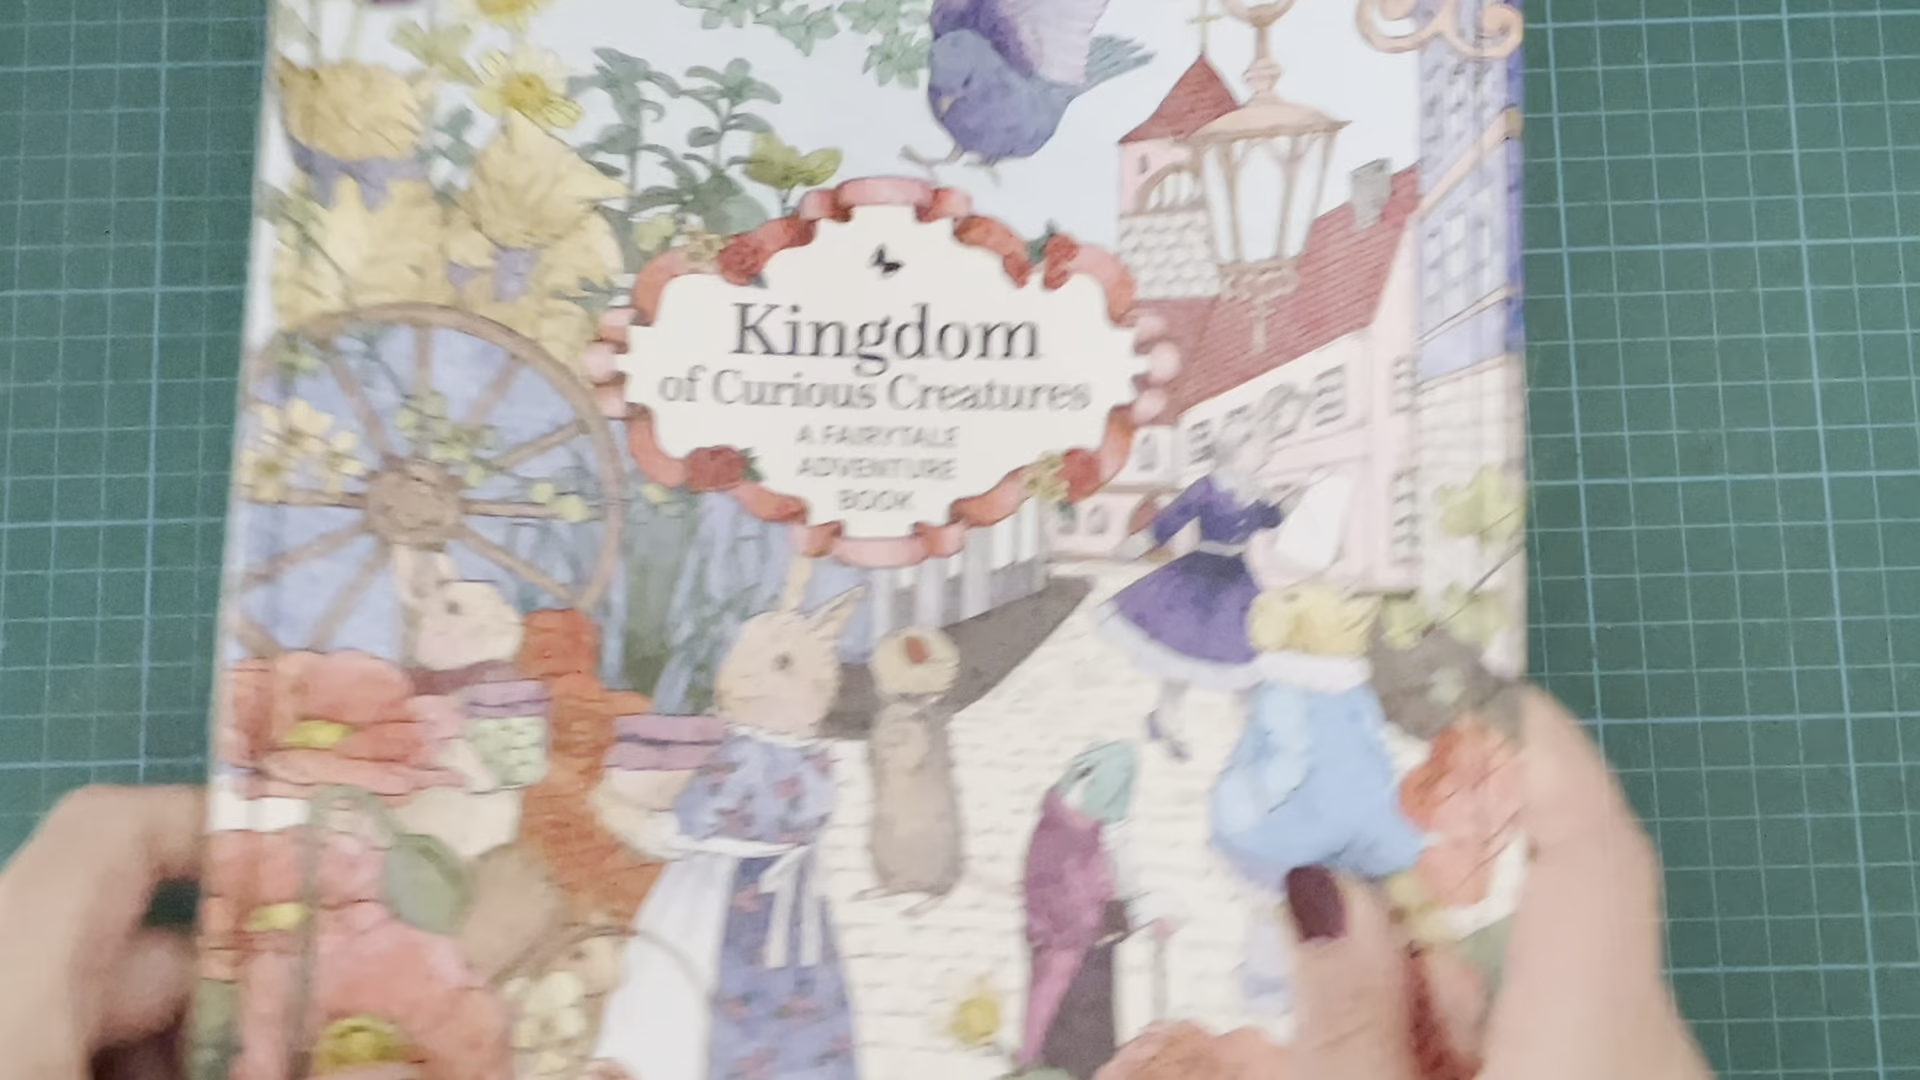 Kingdom
of Curious Creatures
A FAIRYTALE
ADVENTURE
BOOK